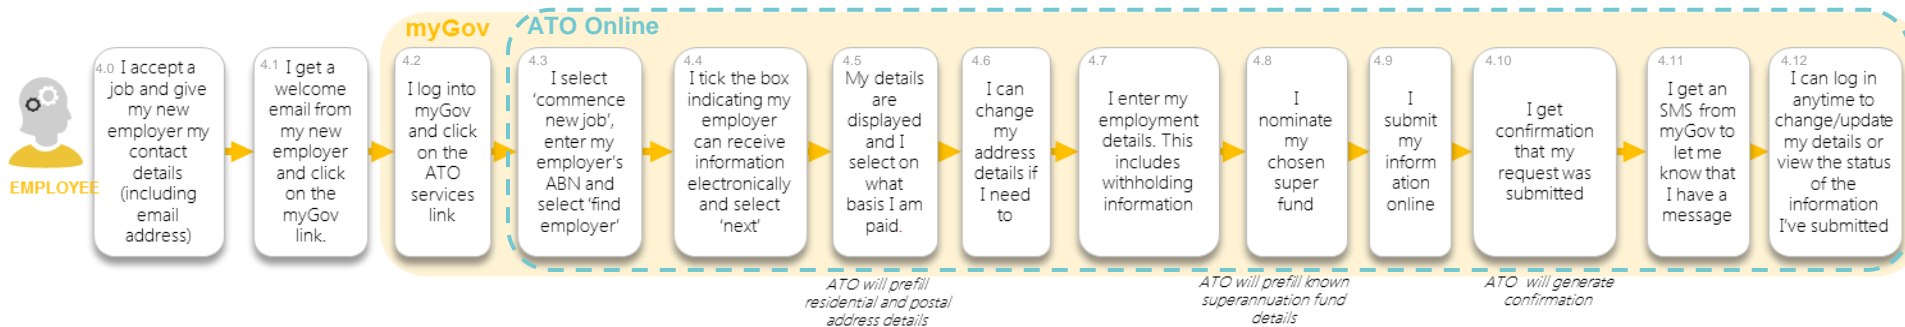 myGov
ATO Online
EMPLOYEE
4.0 I accept a
job and give
my new
employer my
contact
details
(including
email
address)
4.1 I get a
welcome
email from
my new
employer
and click
on the
myGov
link.
4.2
I log into
myGov
and click
on the
ATO
services
link
4.3
I select
‘commence
new job’,
enter my
employer’s
ABN and
select ‘find
employer’
4.4
I tick the box
indicating my
employer
can receive
information
electronically
and select
‘next’
4.5
My details
are
displayed
and I
select on
what
basis I am
paid.
4.6
I can
change
my
address
details if
I need
to
4.7
I enter my
employment
details. This
includes
withholding
information
4.8
I
nominate
my
chosen
super
fund
4.9
I
submit
my
inform
ation
online
4.10
I get
confirmation
that my
request was
submitted
4.11
I get an
SMS from
myGov to
let me
know that
I have a
message
4.12
I can log in
anytime to
change/update
my details or
view the status
of the
information
I've submitted
ATO will prefill
residential and postal
address details
ATO will prefill known
superannuation fund
details
ATO will generate
confirmation